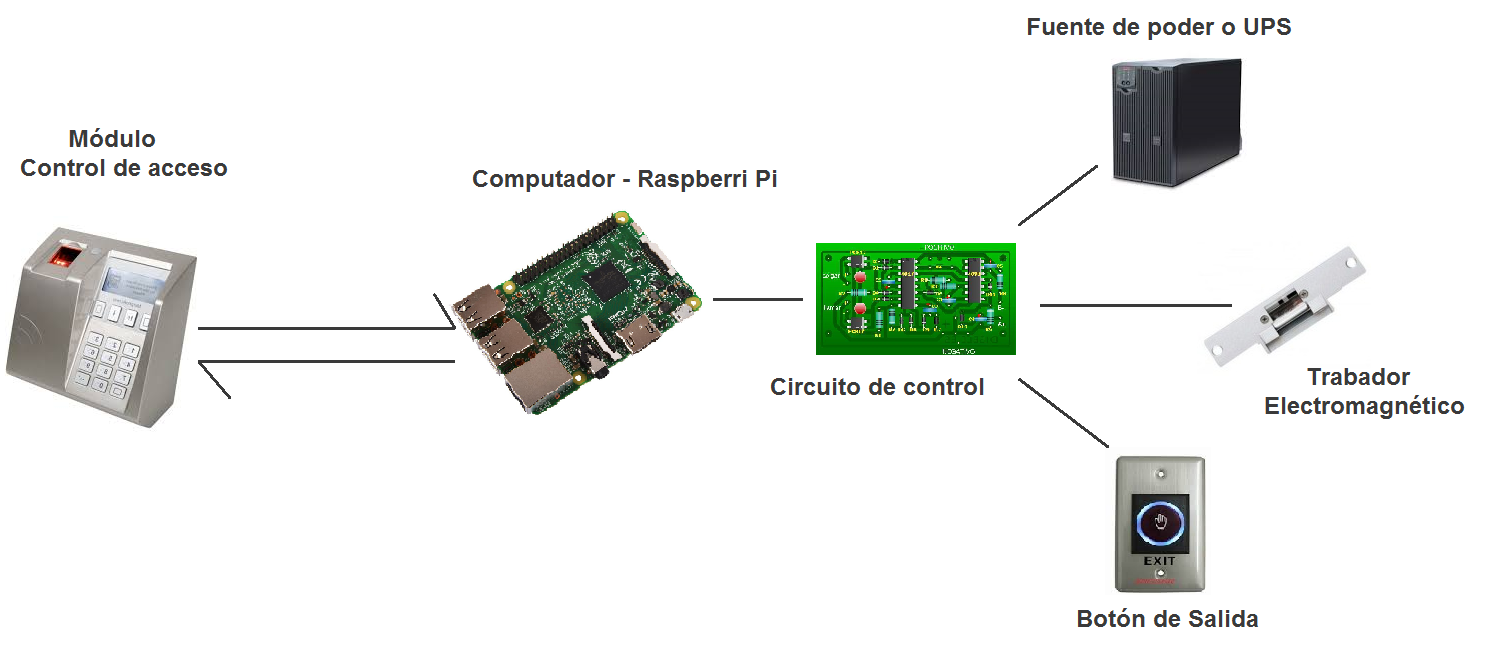 Fuente de poder o UPS
Módulo
Control de acceso
Computador - Raspberri Pi
Circuito de control
Trabador
Electromagnético
EXIT
Botón de Salida